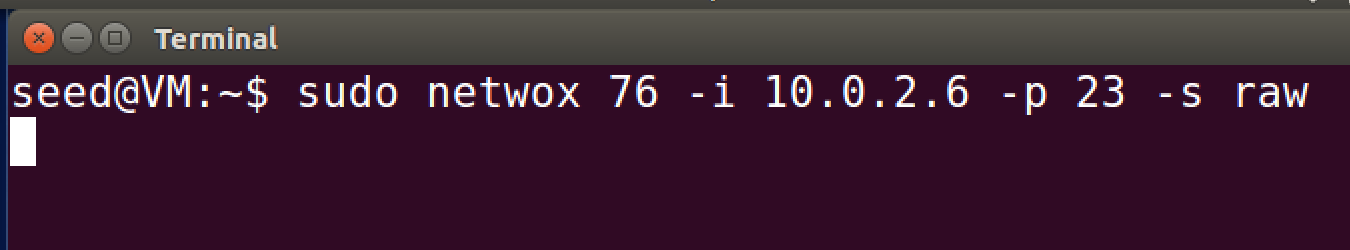 Terminal
seed@VM:~$ sudo netwox 76 -i 10.0.2.6 -p 23 -s raw